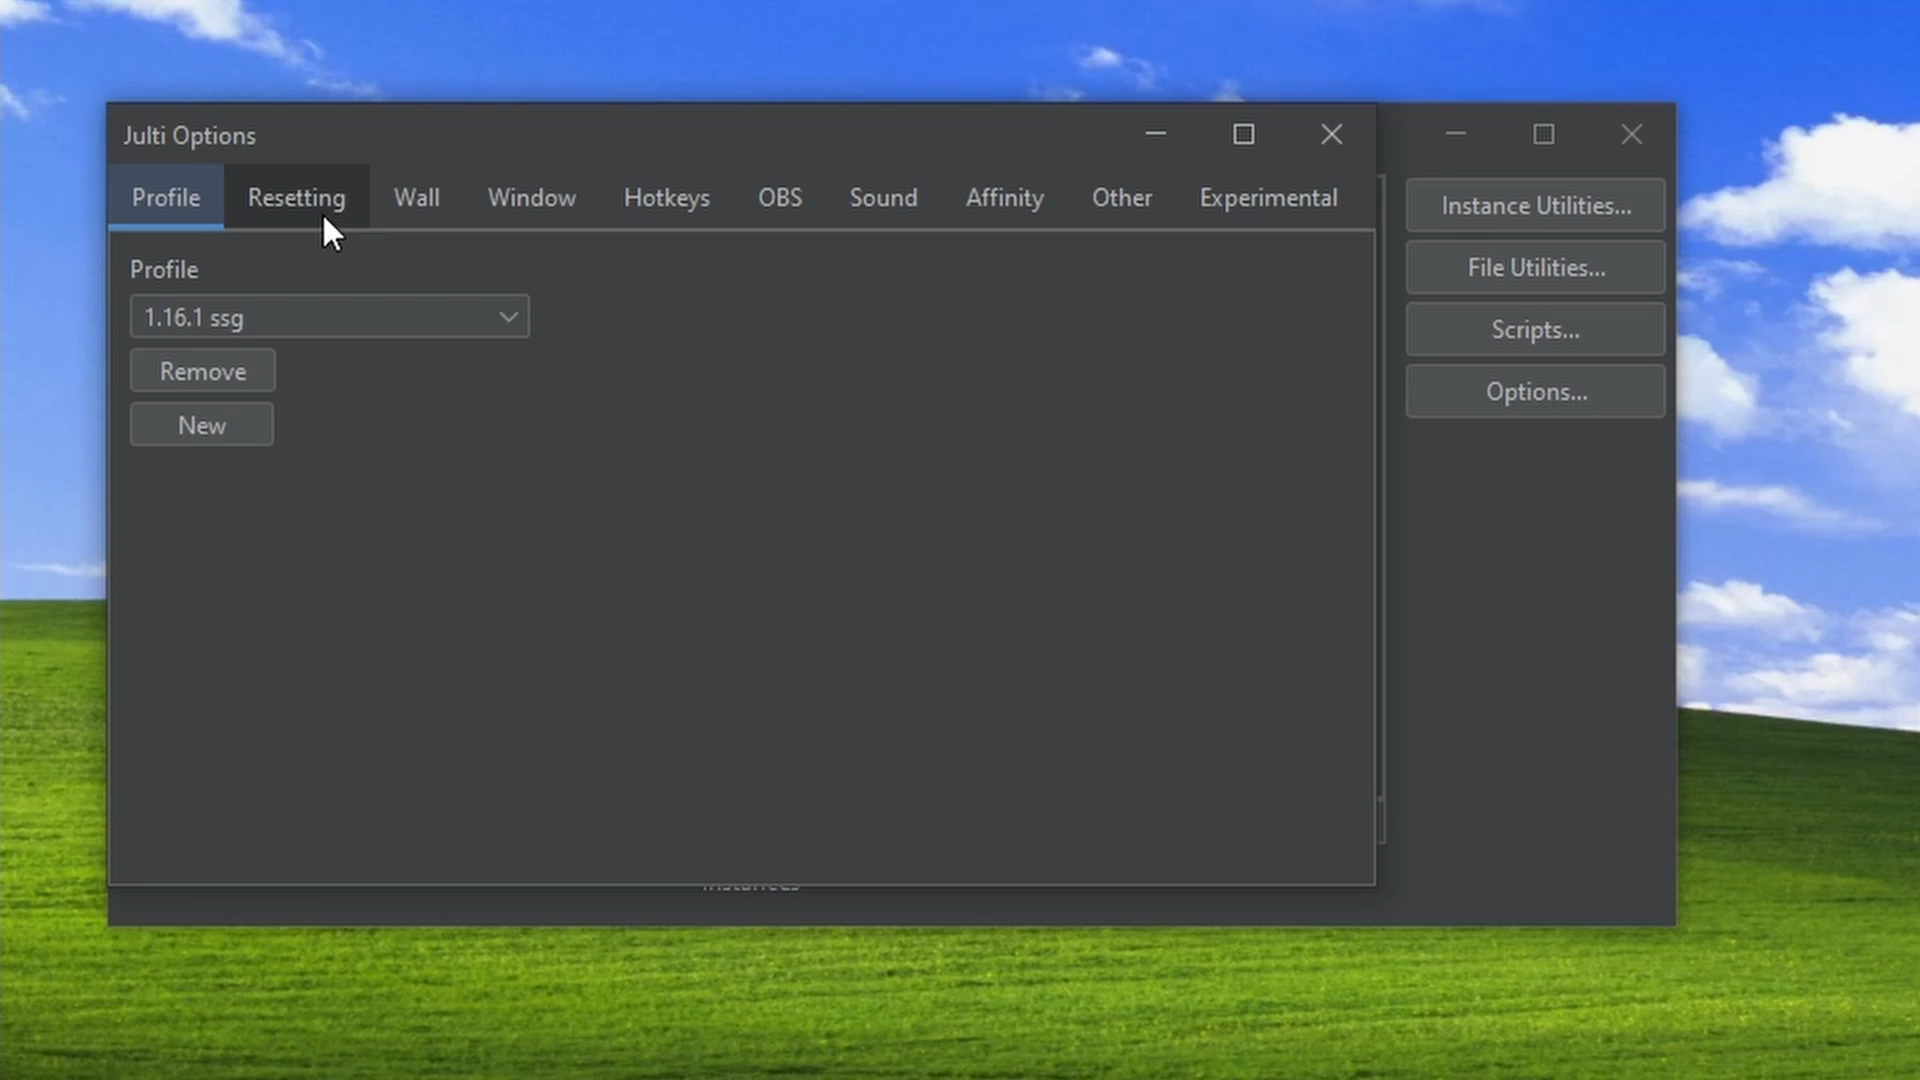 Julti Options
Profile Resetting Wall Window Hotkeys OBS Sound Affinity Other Experimental
Profile
1.16.1 ssg
Remove
New
Instance Utilities...
File Utilities...
Scripts...
Options...